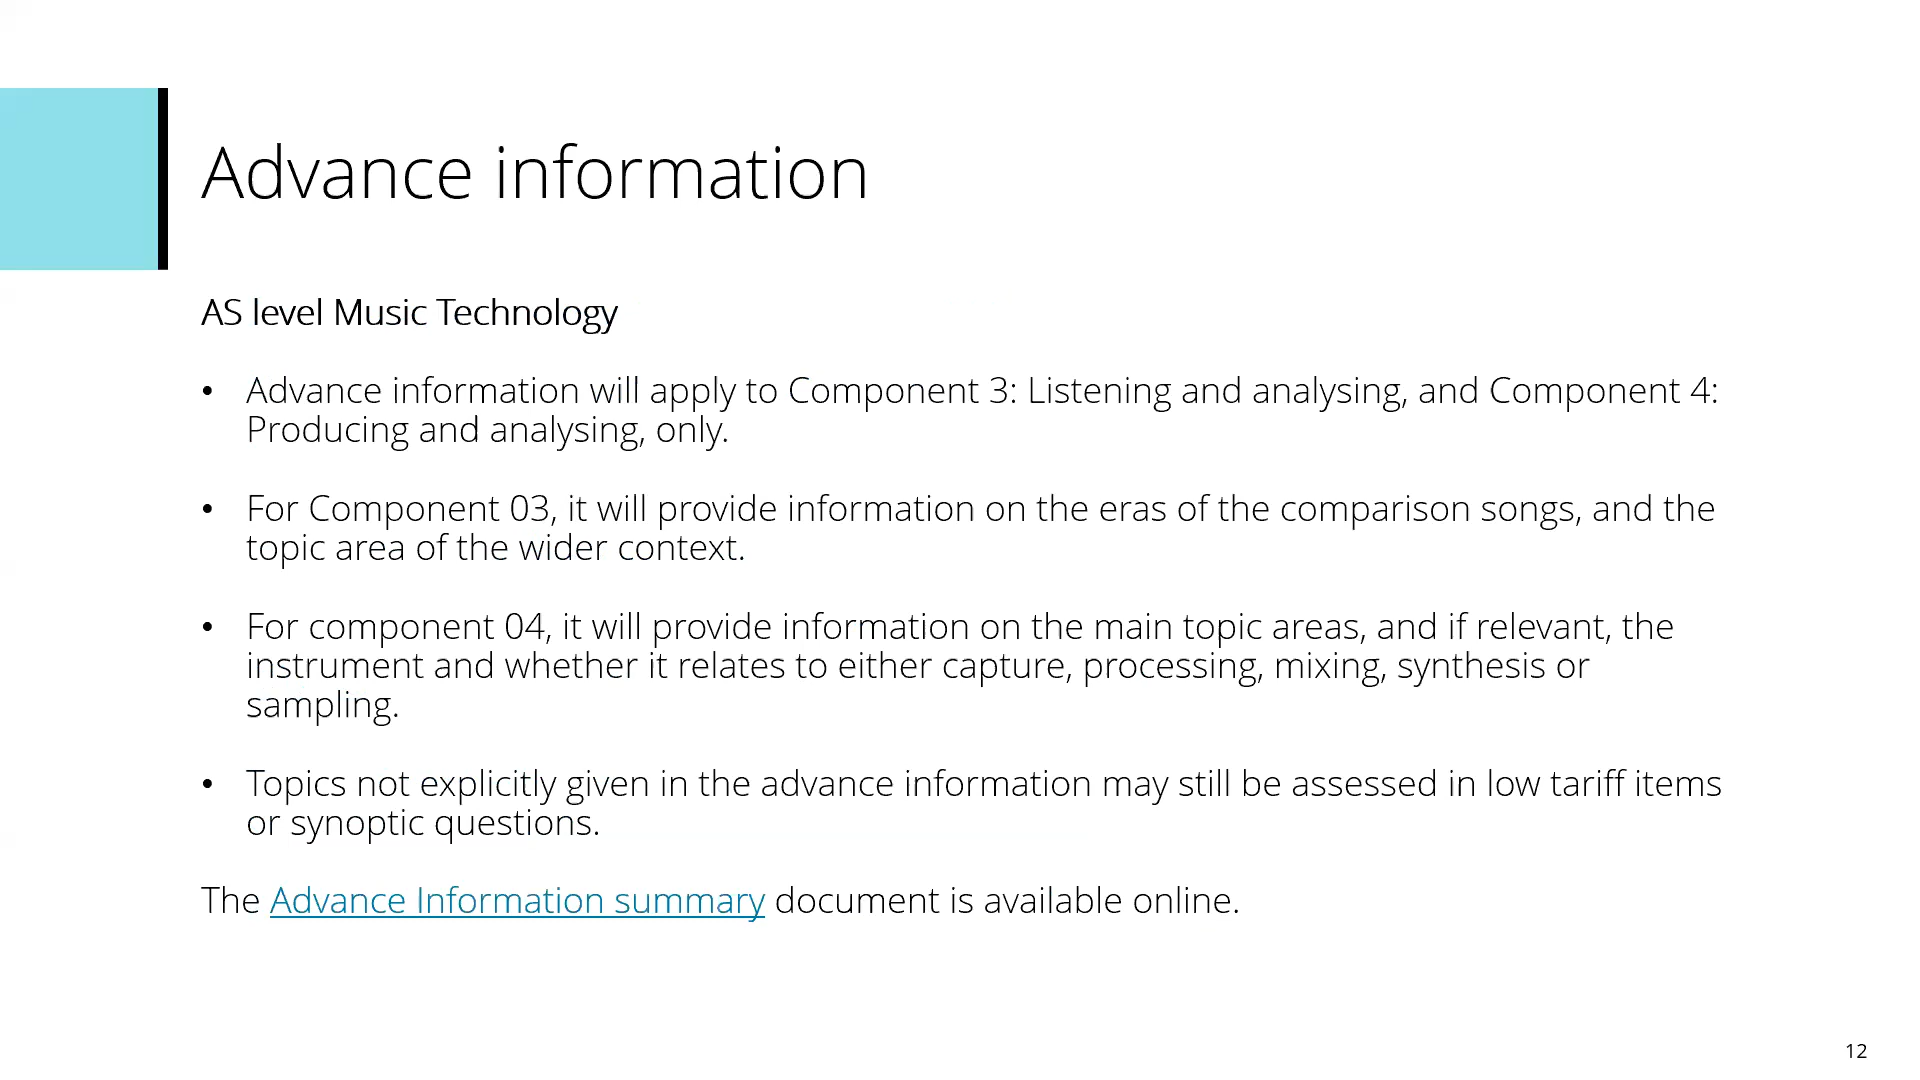 Advance information
AS level Music Technology
• Advance information will apply to Component 3: Listening and analysing, and Component 4:
Producing and analysing, only.
• For Component 03, it will provide information on the eras of the comparison songs, and the
topic area of the wider context.
• For component 04, it will provide information on the main topic areas, and if relevant, the
instrument and whether it relates to either capture, processing, mixing, synthesis or
sampling.
• Topics not explicitly given in the advance information may still be assessed in low tariff items
or synoptic questions.
The Advance Information summary document is available online.
12